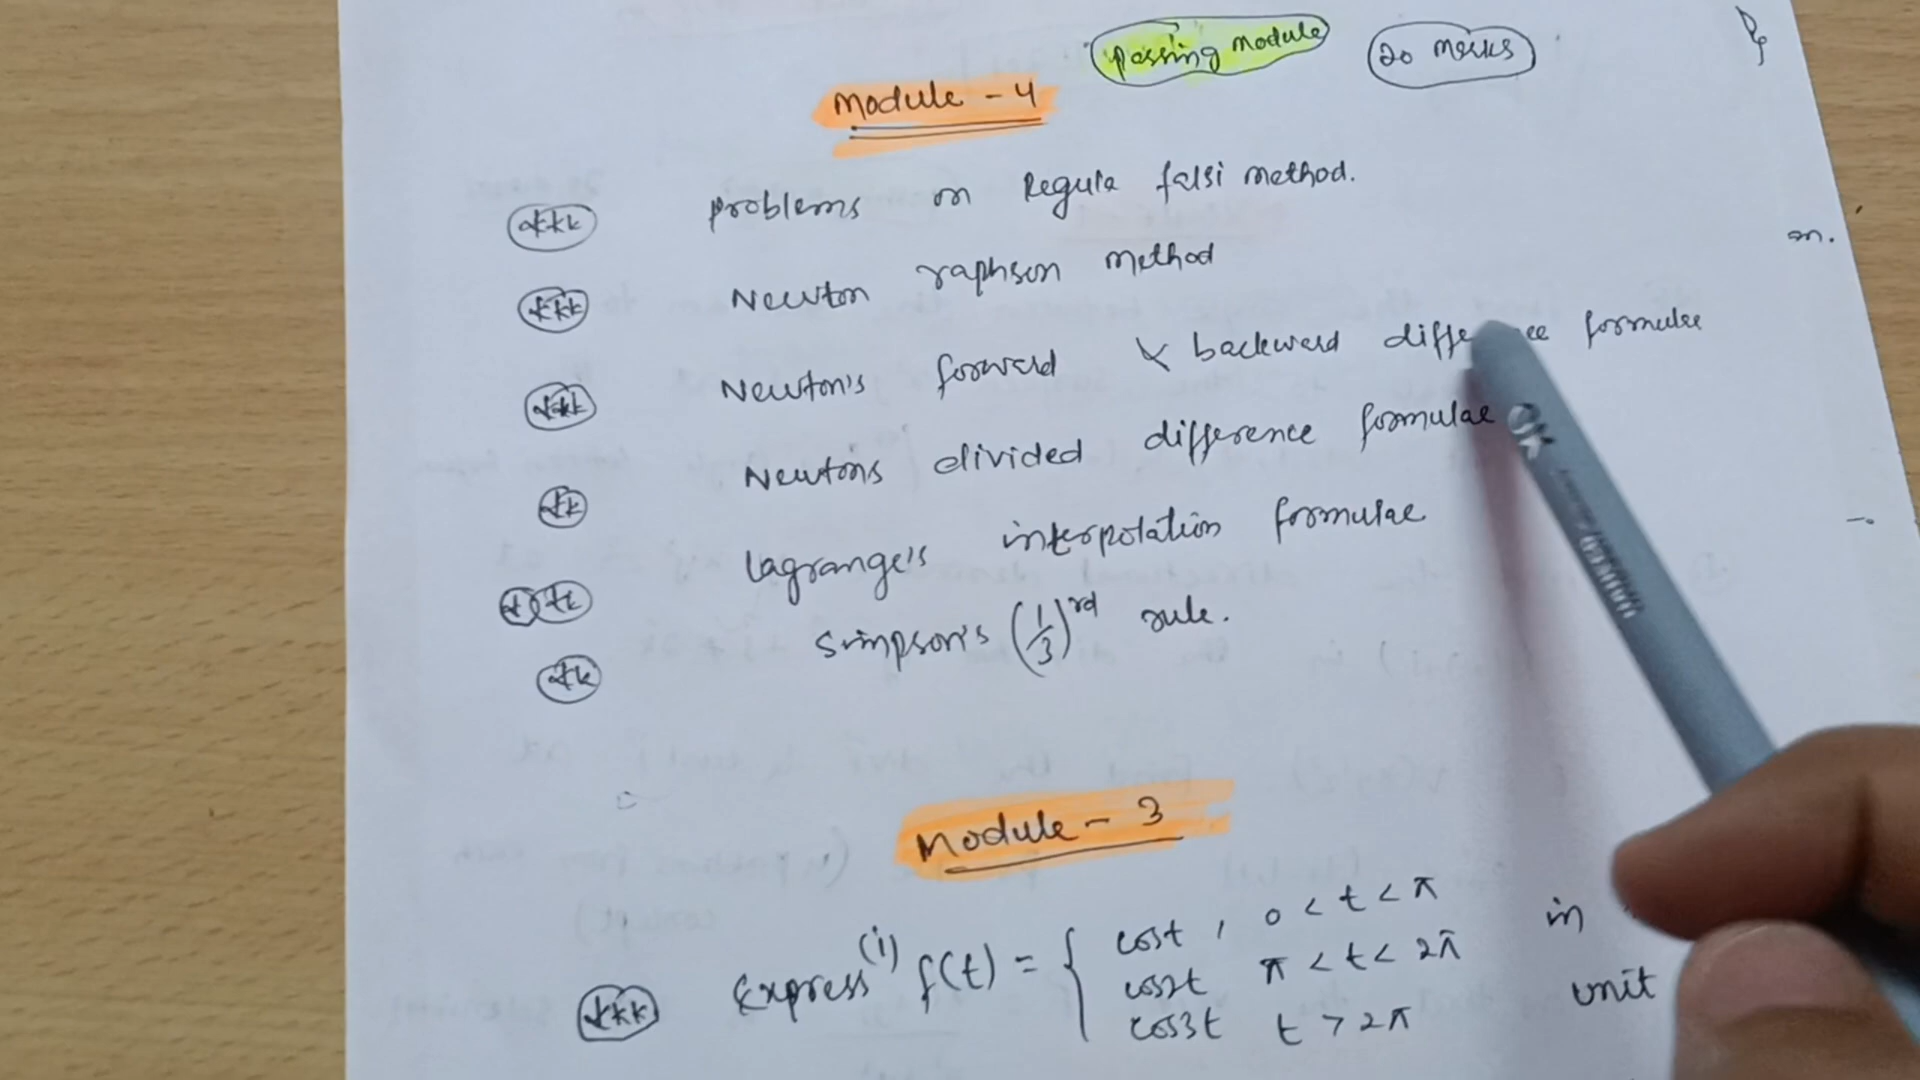 passing module 20 marks
Module - 4
*** problems on Regula falsi method.
*** Newton raphson method
*** Newton's forward & backward difference formulae
** Newton's divided difference formulae
** Lagrange's interpolation formulae
** Simpson's (1/3)rd rule.
Module - 3
*** Express (i) f(t) = { cost, 0 < t < π in
cos2t π < t < 2π
cos3t t > 2π unit